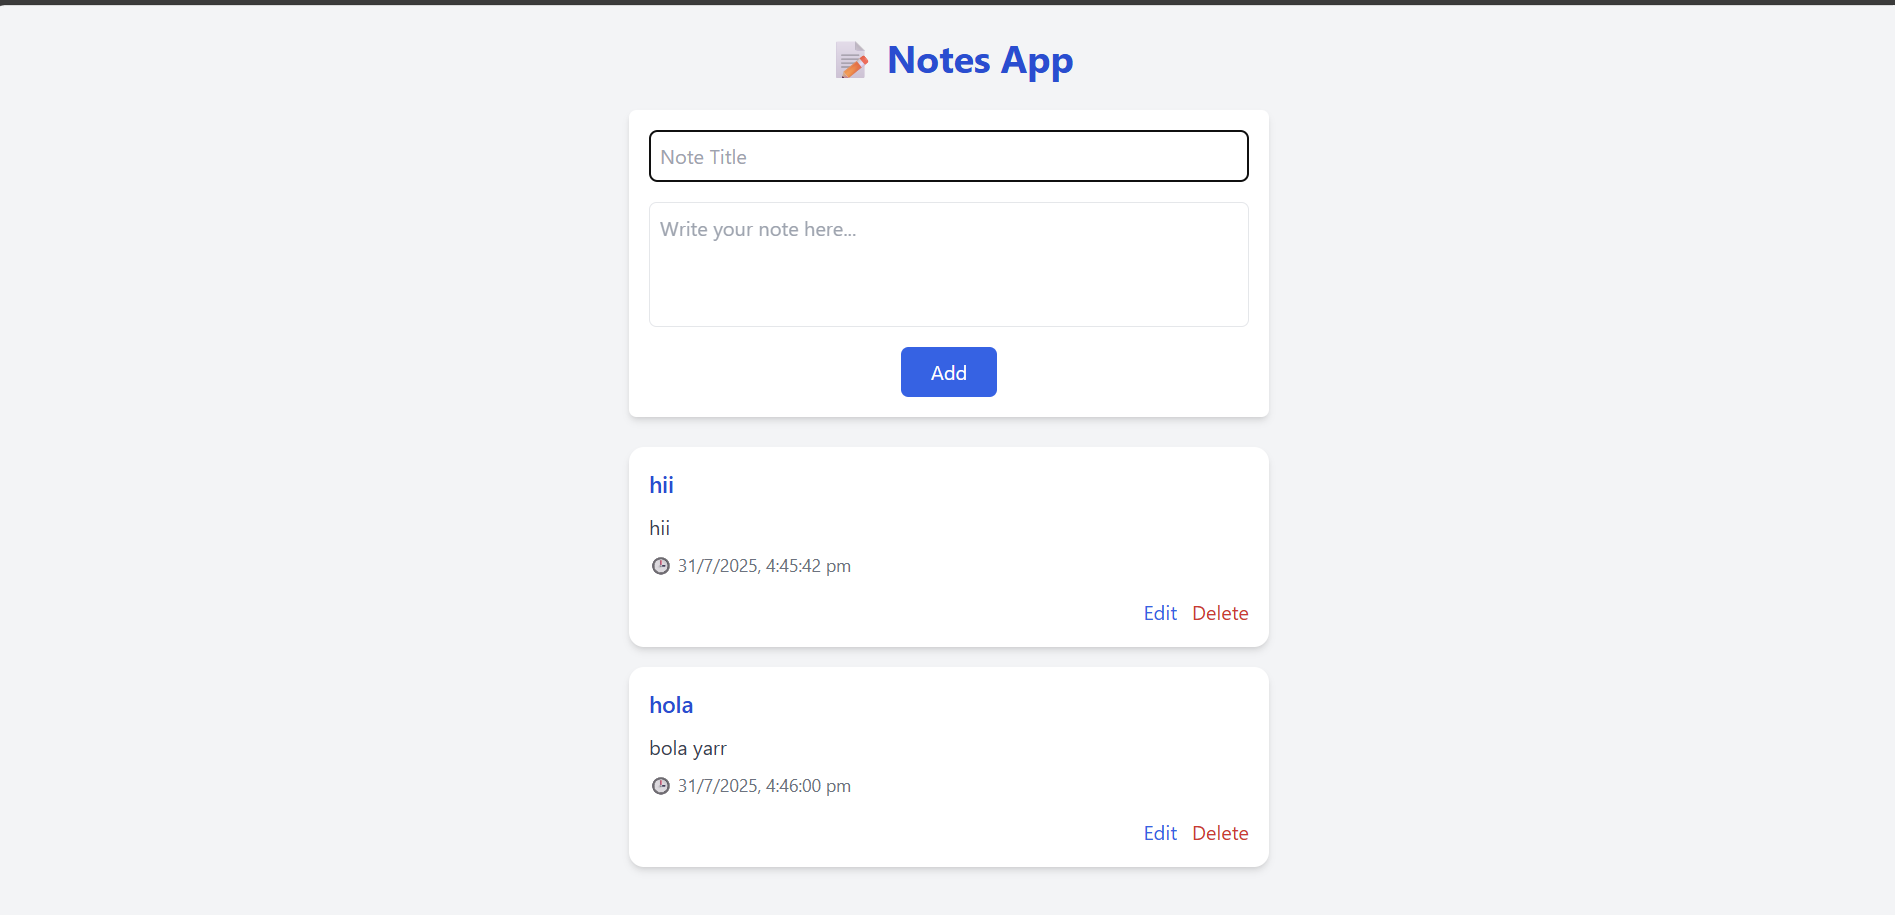 📝 Notes App
Note Title
Write your note here...
Add
hii
hii
🕒 31/7/2025, 4:45:42 pm
Edit Delete
hola
bola yarr
🕒 31/7/2025, 4:46:00 pm
Edit Delete